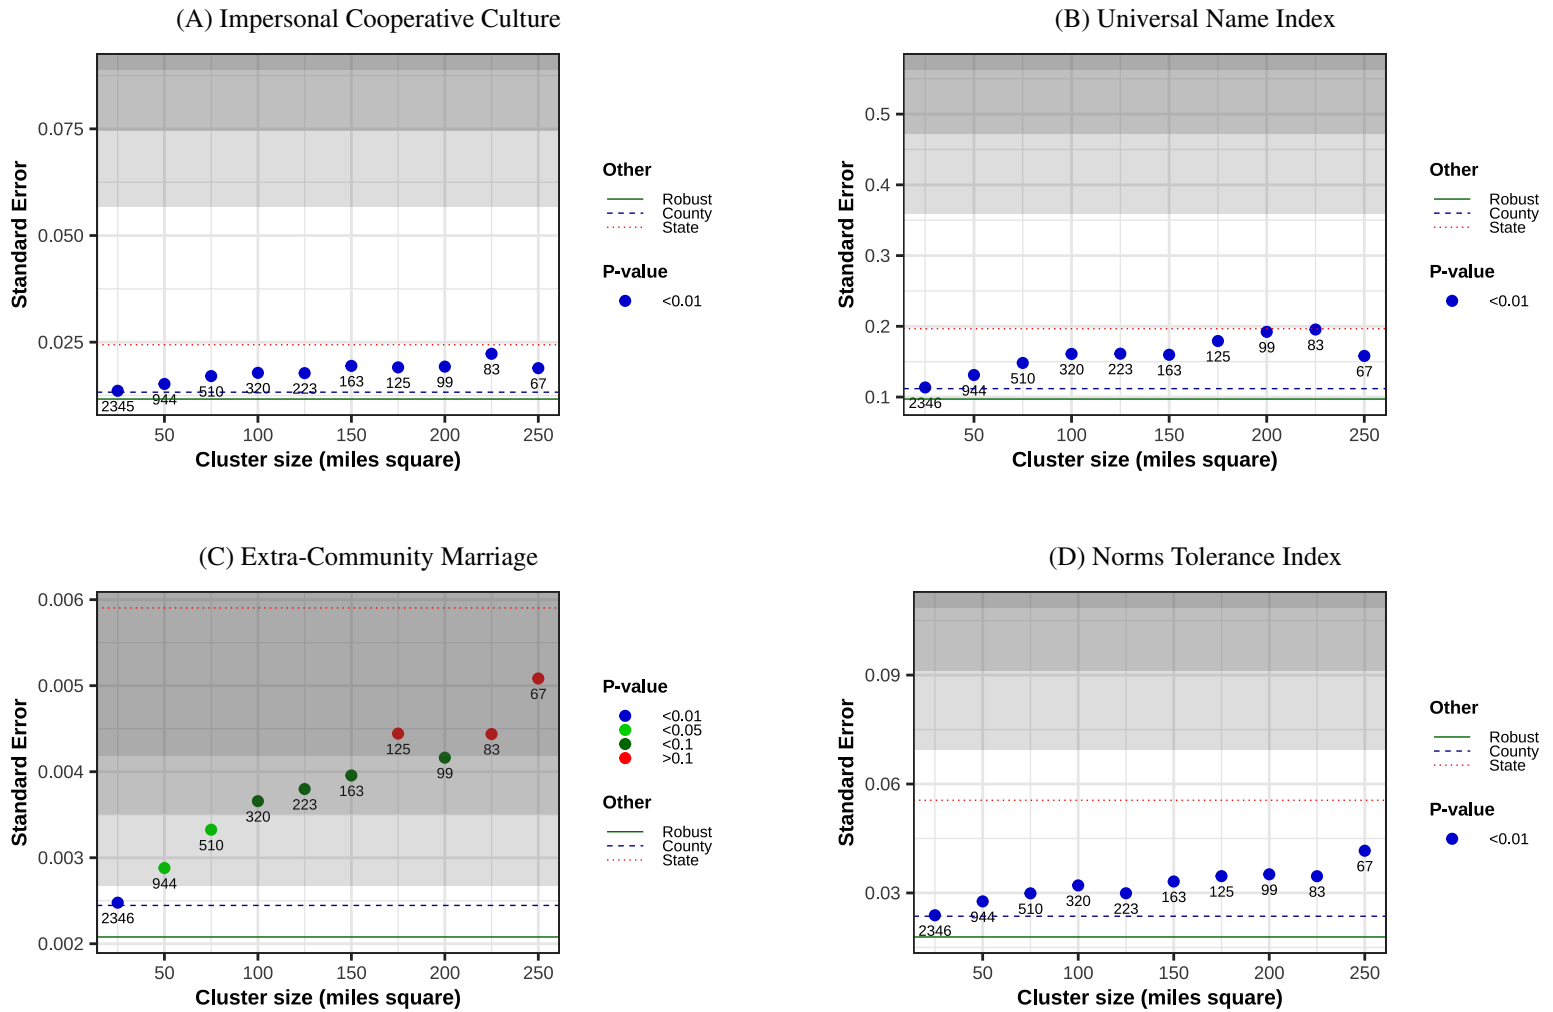 (A) Impersonal Cooperative Culture
Standard Error
0.075
0.050
0.025
2345
944
510
320
223
163
125
99
83
67
50
100
150
200
250
Cluster size (miles square)
Other
Robust
County
State
P-value
<0.01
(B) Universal Name Index
Standard Error
0.5
0.4
0.3
0.2
0.1
2346
944
510
320
223
163
125
99
83
67
50
100
150
200
250
Cluster size (miles square)
Other
Robust
County
State
P-value
<0.01
(C) Extra-Community Marriage
Standard Error
0.006
0.005
0.004
0.003
0.002
2346
944
510
320
223
163
125
99
83
67
50
100
150
200
250
Cluster size (miles square)
P-value
<0.01
<0.05
<0.1
>0.1
Other
Robust
County
State
(D) Norms Tolerance Index
Standard Error
0.09
0.06
0.03
2346
944
510
320
223
163
125
99
83
67
50
100
150
200
250
Cluster size (miles square)
Other
Robust
County
State
P-value
<0.01